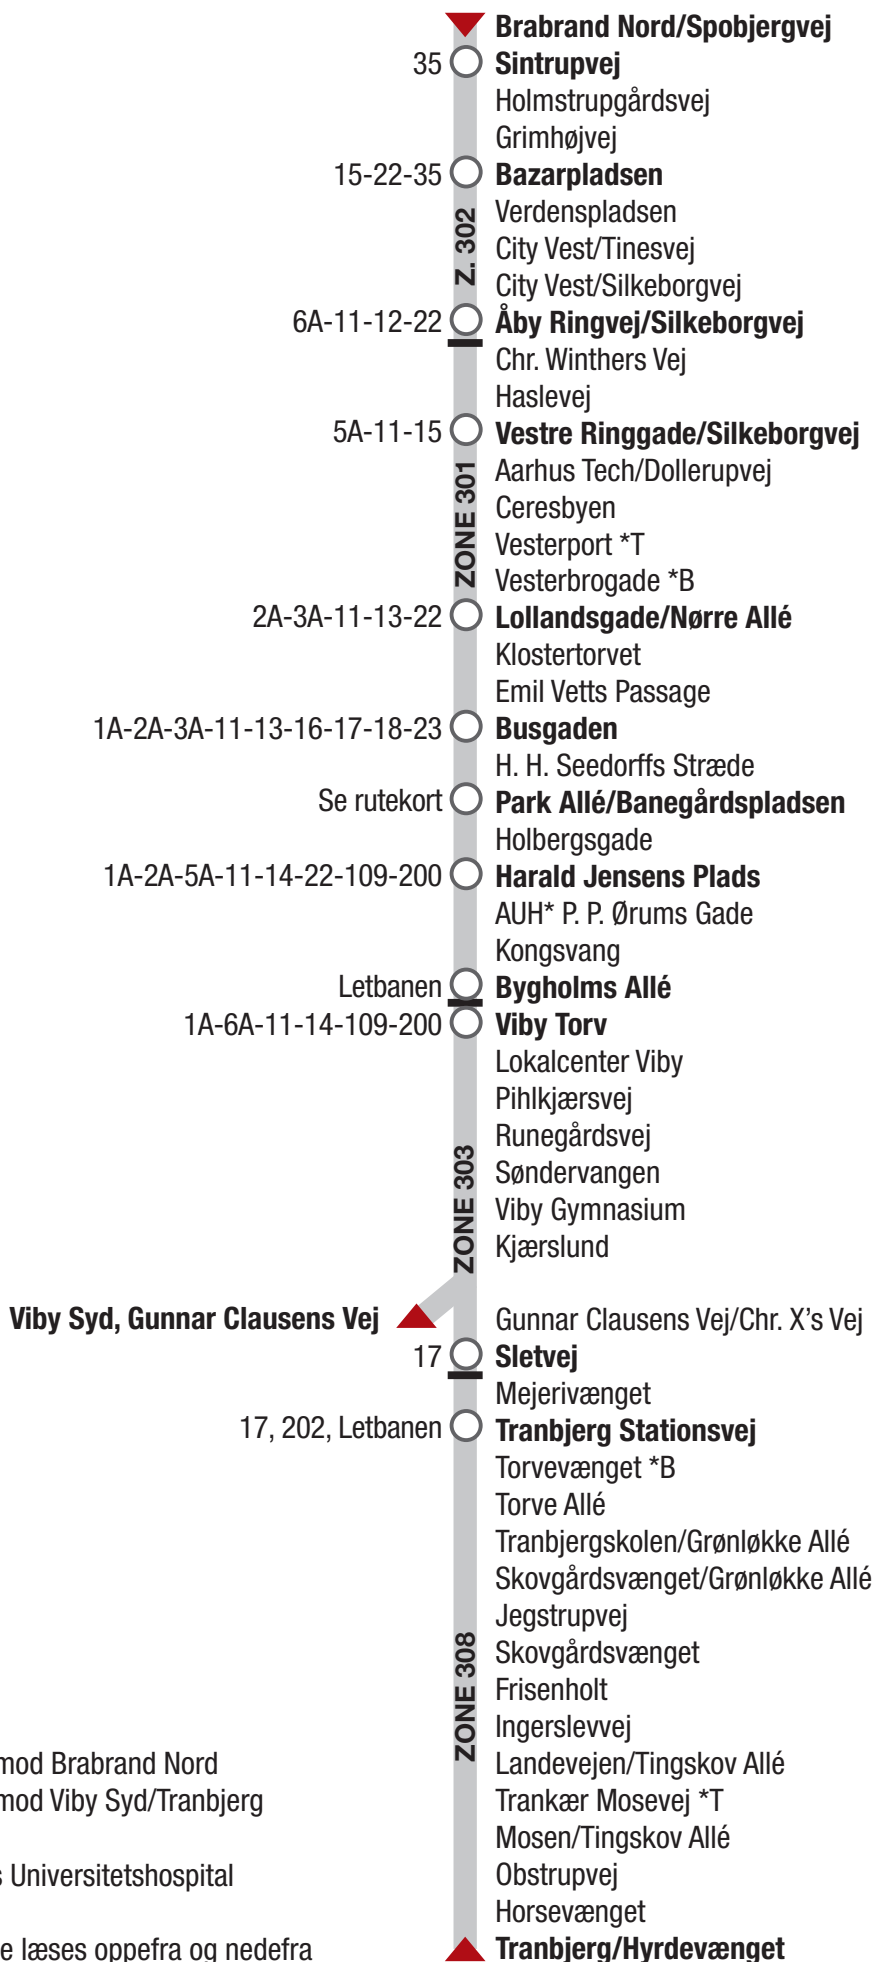 Brabrand Nord/Spobjergvej
35 Sintrupvej
Holmstrupgårdsvej
Grimhøjvej
15-22-35 Bazarpladsen
Verdenspladsen
Z. 302
City Vest/Tinesvej
City Vest/Silkeborgvej
6A-11-12-22 Åby Ringvej/Silkeborgvej
Chr. Winthers Vej
Haslevej
5A-11-15 Vestre Ringgade/Silkeborgvej
Aarhus Tech/Dollerupvej
ZONE 301
Ceresbyen
Vesterport *T
Vesterbrogade *B
2A-3A-11-13-22 Lollandsgade/Nørre Allé
Klostertorvet
Emil Vetts Passage
1A-2A-3A-11-13-16-17-18-23 Busgaden
H. H. Seedorffs Stræde
Se rutekort Park Allé/Banegårdspladsen
Holbergsgade
1A-2A-5A-11-14-22-109-200 Harald Jensens Plads
AUH* P. P. Ørums Gade
Kongsvang
Letbanen Bygholms Allé
1A-6A-11-14-109-200 Viby Torv
Lokalcenter Viby
Pihlkjærsvej
Runegårdsvej
Søndervangen
ZONE 303
Viby Gymnasium
Kjærslund
Viby Syd, Gunnar Clausens Vej
Gunnar Clausens Vej/Chr. X's Vej
17 Sletvej
Mejerivænget
17, 202, Letbanen Tranbjerg Stationsvej
Torvevænget *B
Torve Allé
Tranbjergskolen/Grønløkke Allé
Skovgårdsvænget/Grønløkke Allé
Jegstrupvej
Skovgårdsvænget
ZONE 308
Frisenholt
Ingerslevvej
mod Brabrand Nord
Landevejen/Tingskov Allé
mod Viby Syd/Tranbjerg
Trankær Mosevej *T
Mosen/Tingskov Allé
s Universitetshospital
Obstrupvej
Horsevænget
e læses oppefra og nedefra
Tranbjerg/Hyrdevænget